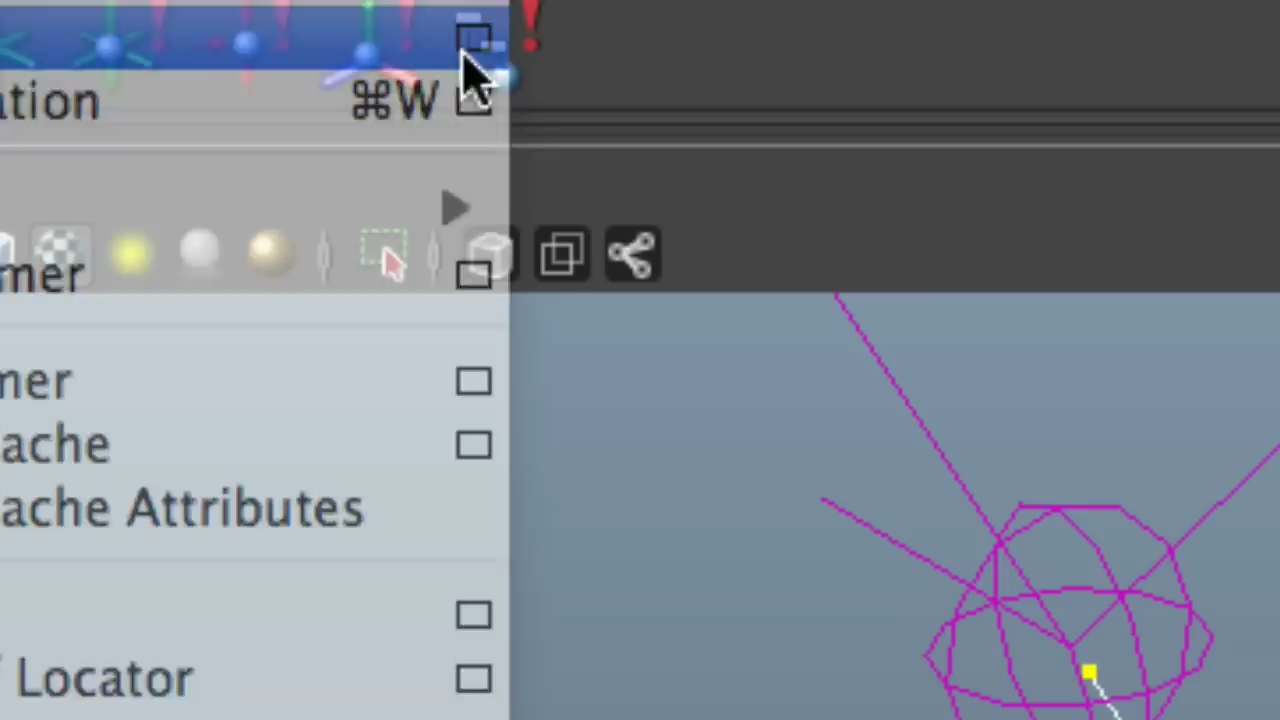 ation ⌘W
mer
mer
ache
ache Attributes
Locator